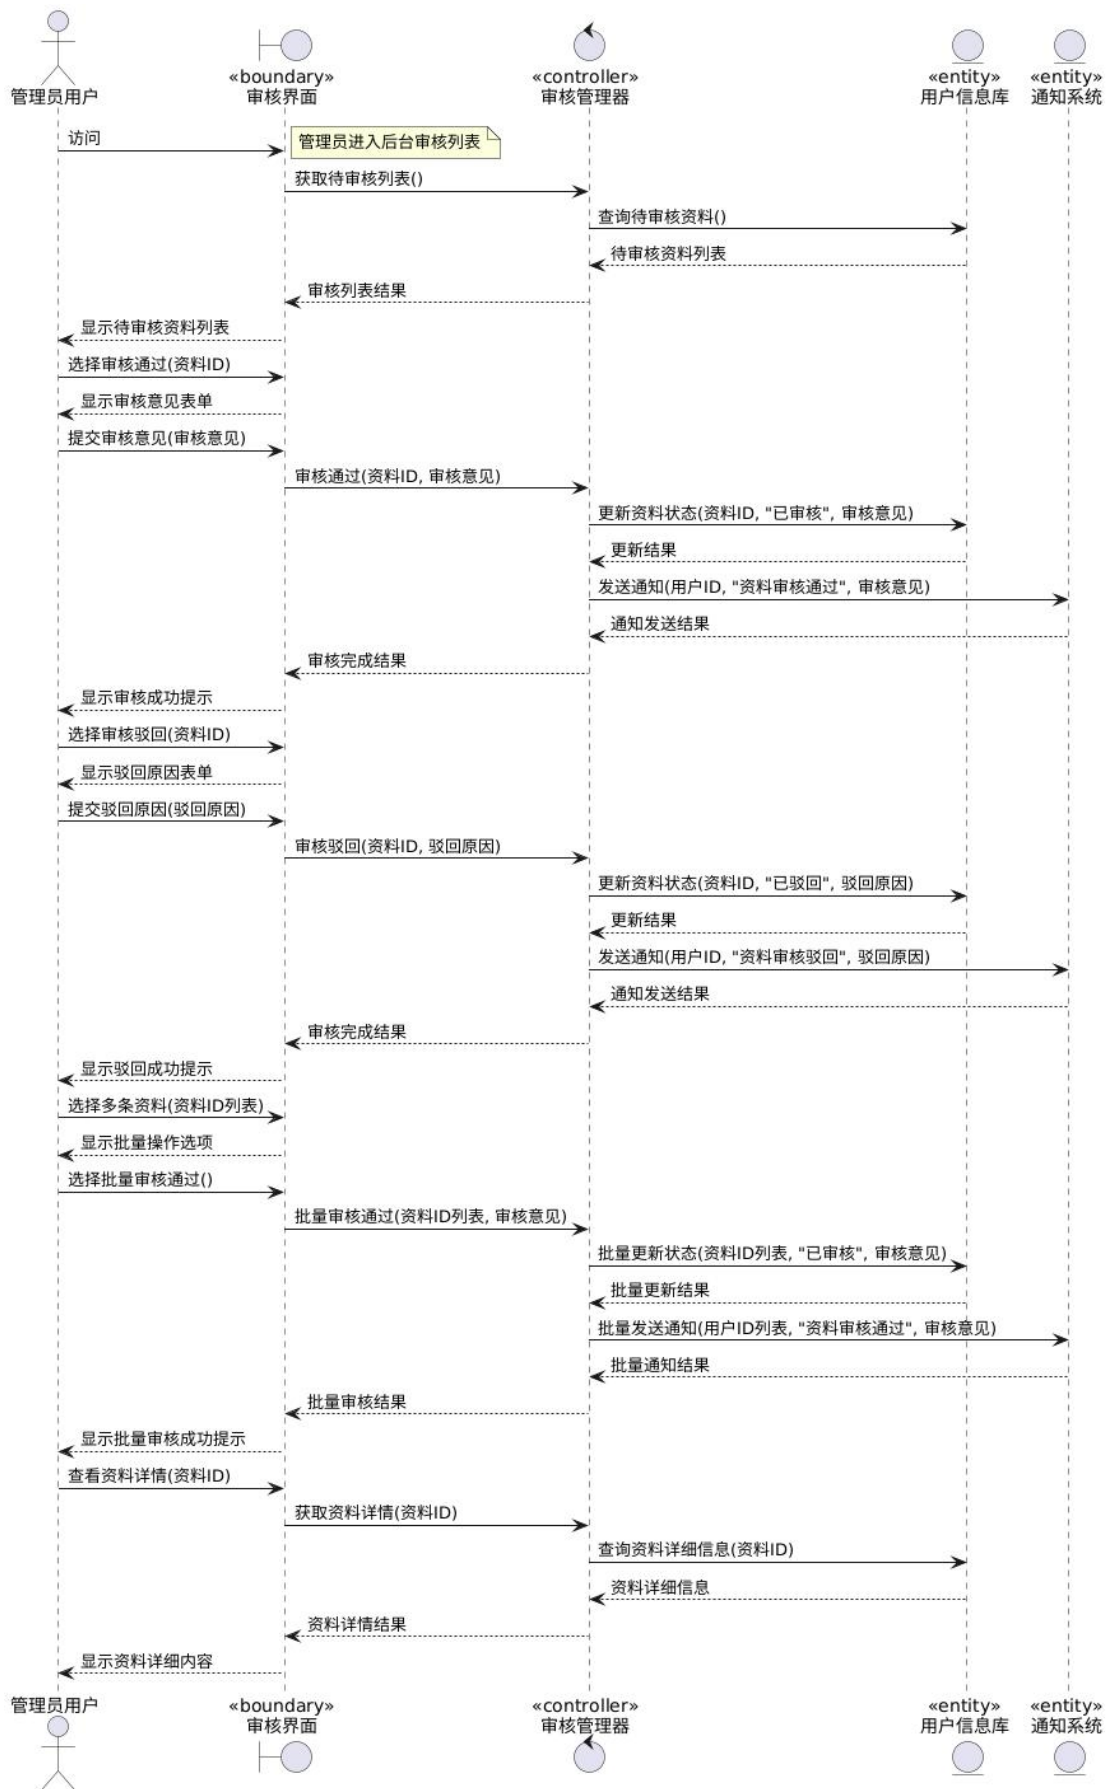 管理员用户
«boundary»
审核界面
«controller»
审核管理器
«entity»
用户信息库
«entity»
通知系统
访问
管理员进入后台审核列表
获取待审核列表()
查询待审核资料()
待审核资料列表
审核列表结果
显示待审核资料列表
选择审核通过(资料ID)
显示审核意见表单
提交审核意见(审核意见)
审核通过(资料ID, 审核意见)
更新资料状态(资料ID, "已审核", 审核意见)
更新结果
发送通知(用户ID, "资料审核通过", 审核意见)
通知发送结果
审核完成结果
显示审核成功提示
选择审核驳回(资料ID)
显示驳回原因表单
提交驳回原因(驳回原因)
审核驳回(资料ID, 驳回原因)
更新资料状态(资料ID, "已驳回", 驳回原因)
更新结果
发送通知(用户ID, "资料审核驳回", 驳回原因)
通知发送结果
审核完成结果
显示驳回成功提示
选择多条资料(资料ID列表)
显示批量操作选项
选择批量审核通过()
批量审核通过(资料ID列表, 审核意见)
批量更新状态(资料ID列表, "已审核", 审核意见)
批量更新结果
批量发送通知(用户ID列表, "资料审核通过", 审核意见)
批量通知结果
批量审核结果
显示批量审核成功提示
查看资料详情(资料ID)
获取资料详情(资料ID)
查询资料详细信息(资料ID)
资料详细信息
资料详情结果
显示资料详细内容
管理员用户
«boundary»
审核界面
«controller»
审核管理器
«entity»
用户信息库
«entity»
通知系统